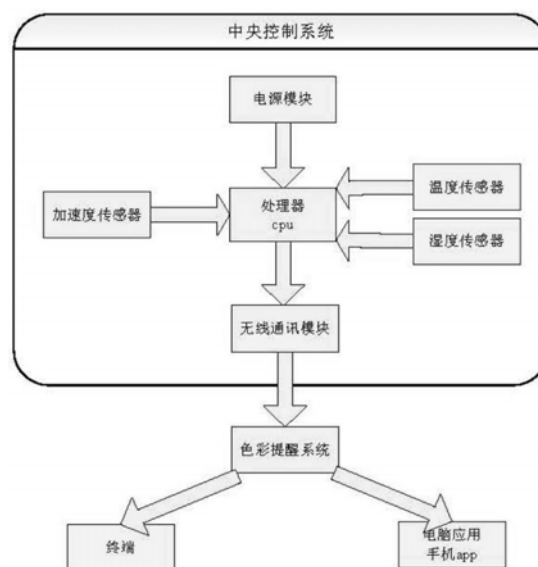 中央控制系统
电源模块
加速度传感器
处理器
cpu
温度传感器
湿度传感器
无线通讯模块
色彩提醒系统
终端
电脑应用
手机app